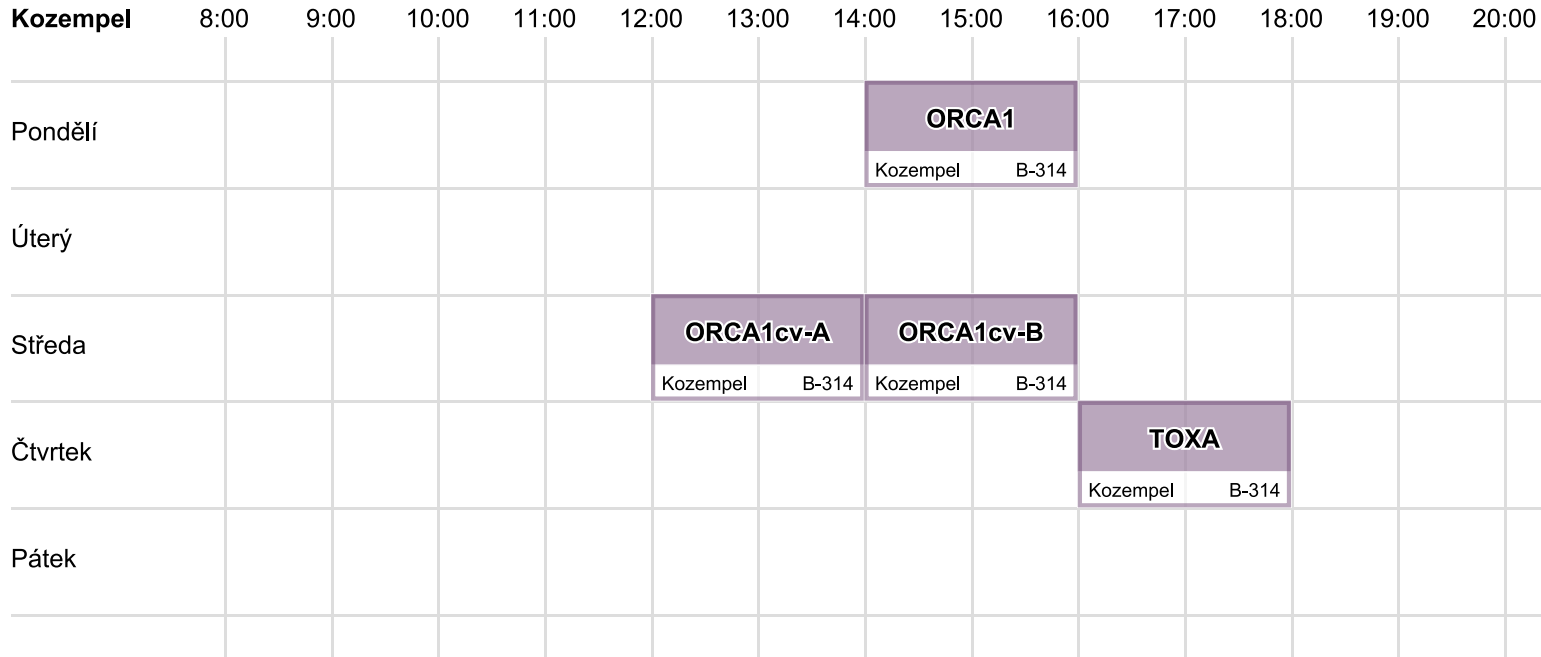 Kozempel 8:00 9:00 10:00 11:00 12:00 13:00 14:00 15:00 16:00 17:00 18:00 19:00 20:00
Pondělí
ORCA1
Kozempel B-314
Úterý
Středa
ORCA1cv-A ORCA1cv-B
Kozempel B-314 Kozempel B-314
Čtvrtek
TOXA
Kozempel B-314
Pátek